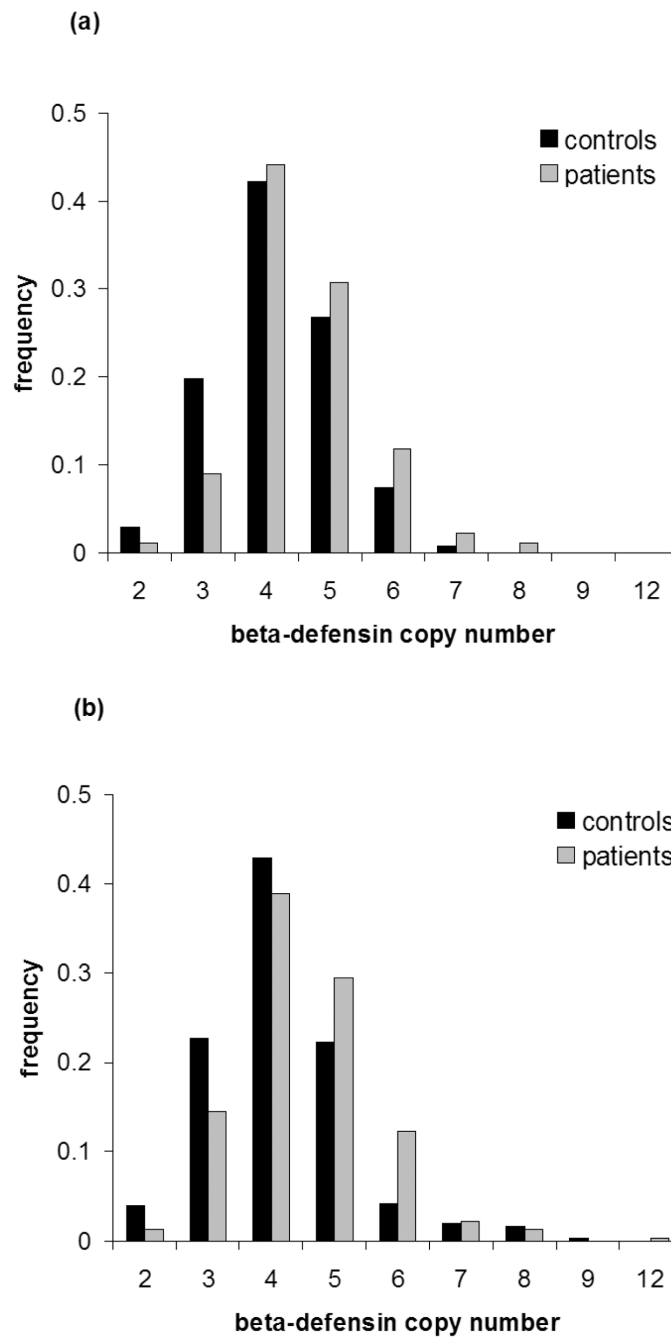 (a)
0.5
0.4
0.3
0.2
0.1
0
frequency
controls
patients
2 3 4 5 6 7 8 9 12
beta-defensin copy number
(b)
0.5
0.4
0.3
0.2
0.1
0
frequency
controls
patients
2 3 4 5 6 7 8 9 12
beta-defensin copy number